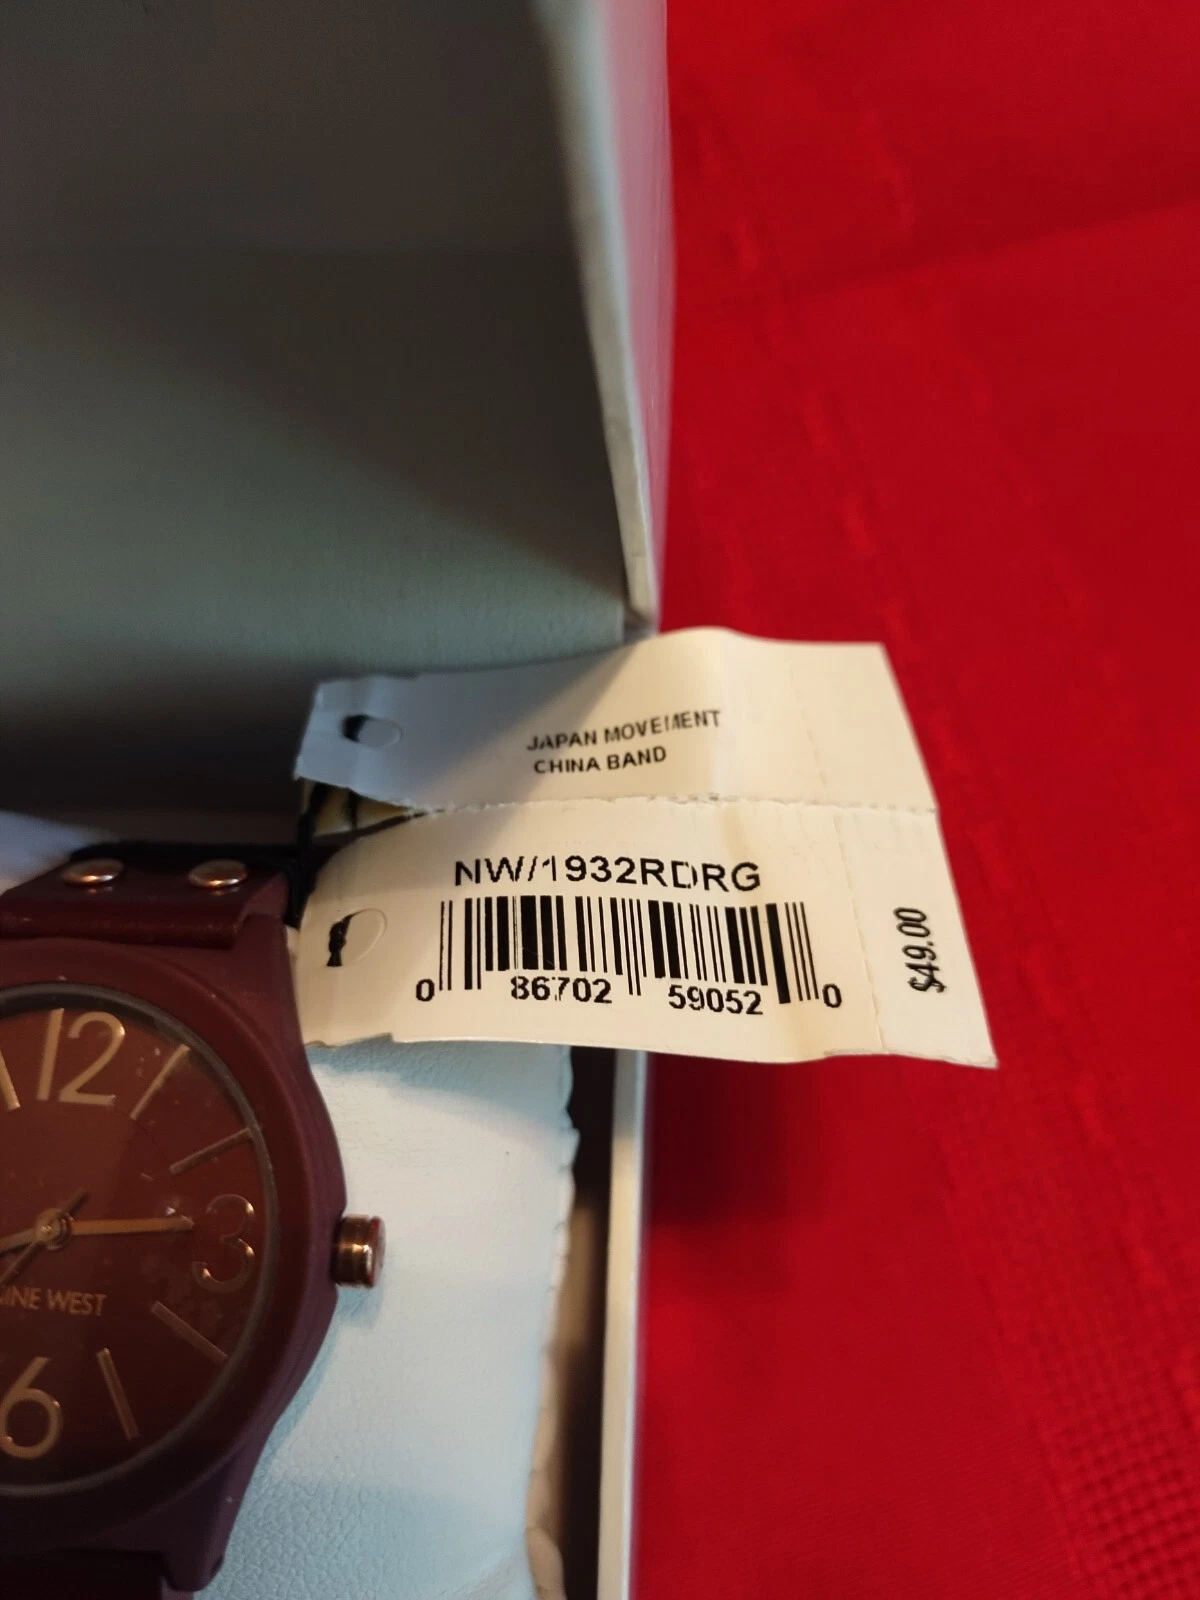 JAPAN MOVEMENT
CHINA BAND
NW/1932RDRG
$49.00
0 86702 59052 0
12
3
NINE WEST
6